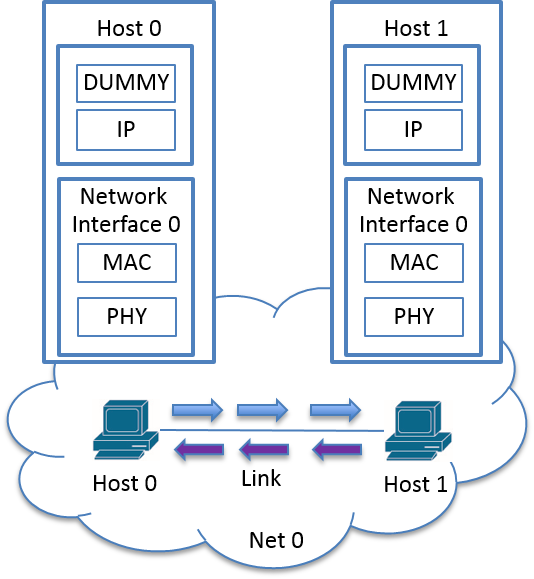 Host 0
DUMMY
IP
Network
Interface 0
MAC
PHY
Host 1
DUMMY
IP
Network
Interface 0
MAC
PHY
Host 0
Link
Host 1
Net 0